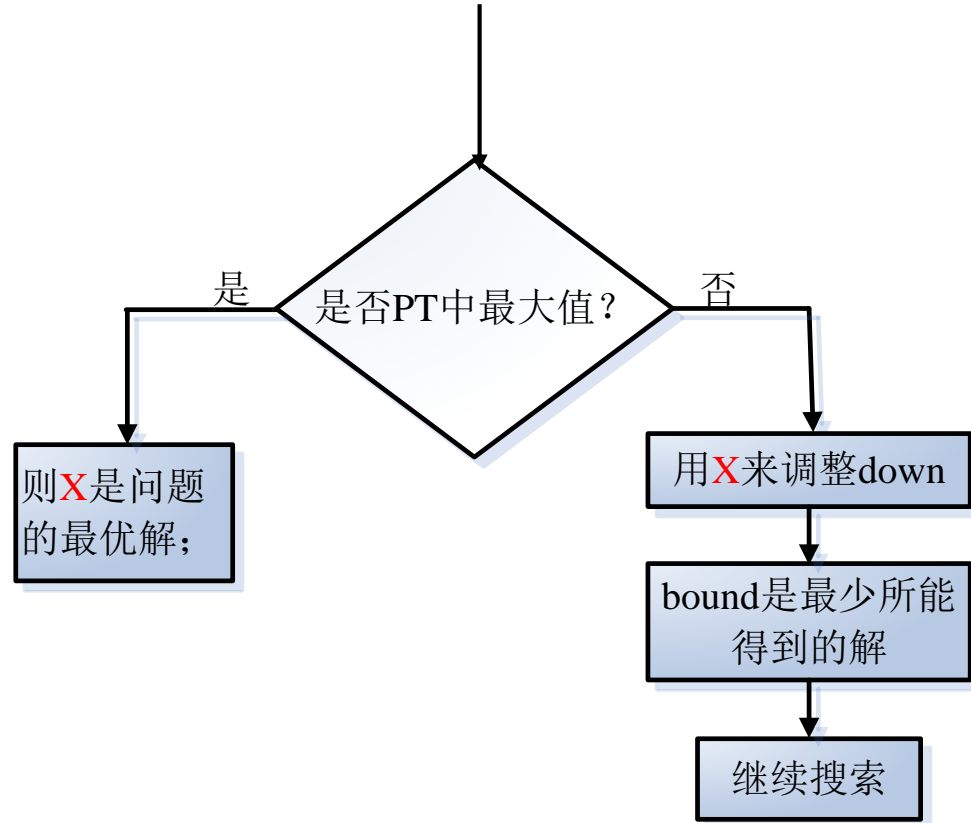 是
否
是否PT中最大值？
则X是问题
的最优解；
用X来调整down
bound是最少所能
得到的解
继续搜索